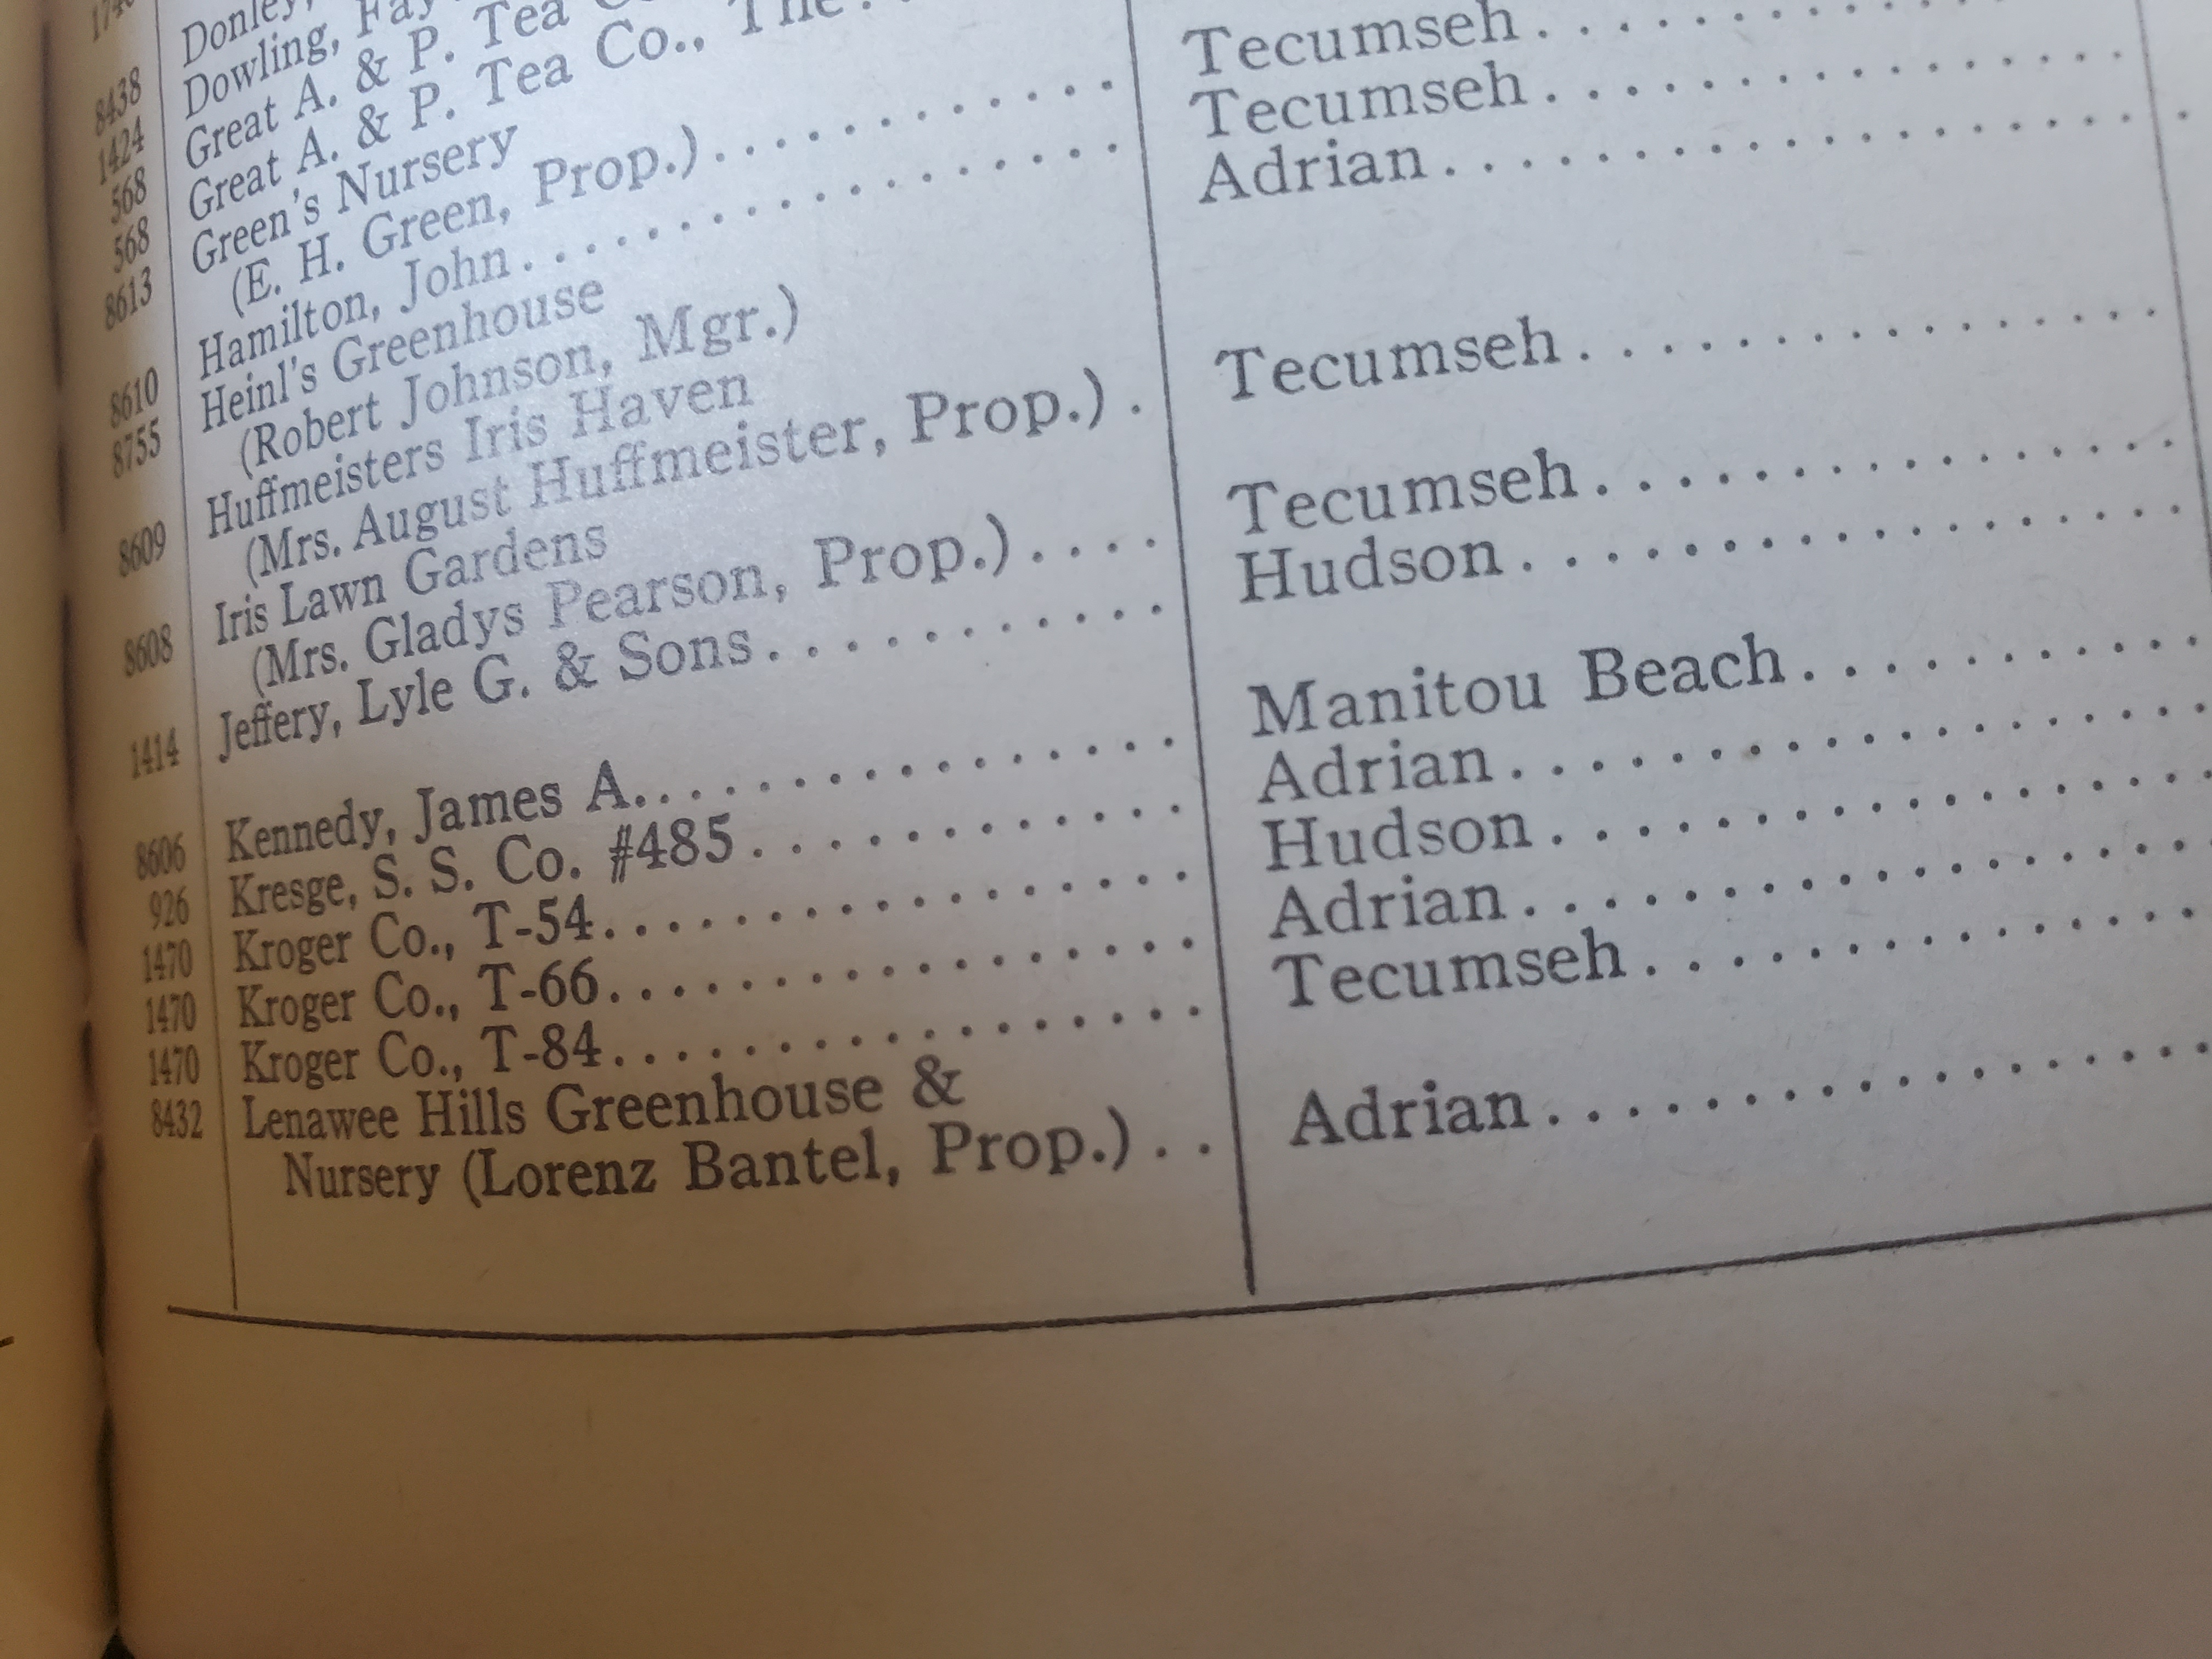 Donley,
8438 Dowling, Fay
1424 Great A. & P. Tea
568 Great A. & P. Tea Co., The
568 Green's Nursery
8613 (E. H. Green, Prop.) . . . . . . . . . . . Tecumseh . . . . . . . . . . . .
Hamilton, John . . . . . . . . . . . . . . . . . . Tecumseh . . . . . . . . . . . . . .
8610 Heinl's Greenhouse Adrian . . . . . . . . . . . . . . . . .
8755 (Robert Johnson, Mgr.)
Huffmeisters Iris Haven
8609 (Mrs. August Huffmeister, Prop.) . Tecumseh . . . . . . . . . . . . . .
Iris Lawn Gardens
8608 (Mrs. Gladys Pearson, Prop.) . . . . Tecumseh . . . . . . . . . . . . . .
Jeffery, Lyle G. & Sons . . . . . . . . . . . Hudson . . . . . . . . . . . . . . . .
1414
Kennedy, James A. . . . . . . . . . . . . . . . Manitou Beach . . . . . . . . . .
8606 Kresge, S. S. Co. #485 . . . . . . . . . . . Adrian . . . . . . . . . . . . . . . . .
926 Kroger Co., T-54 . . . . . . . . . . . . . . . . Hudson . . . . . . . . . . . . . . . .
1470 Kroger Co., T-66 . . . . . . . . . . . . . . . . Adrian . . . . . . . . . . . . . . . . .
1470 Kroger Co., T-84 . . . . . . . . . . . . . . . . Tecumseh . . . . . . . . . . . . . .
1470
8432 Lenawee Hills Greenhouse &
Nursery (Lorenz Bantel, Prop.) . . Adrian . . . . . . . . . . . . . . . . .